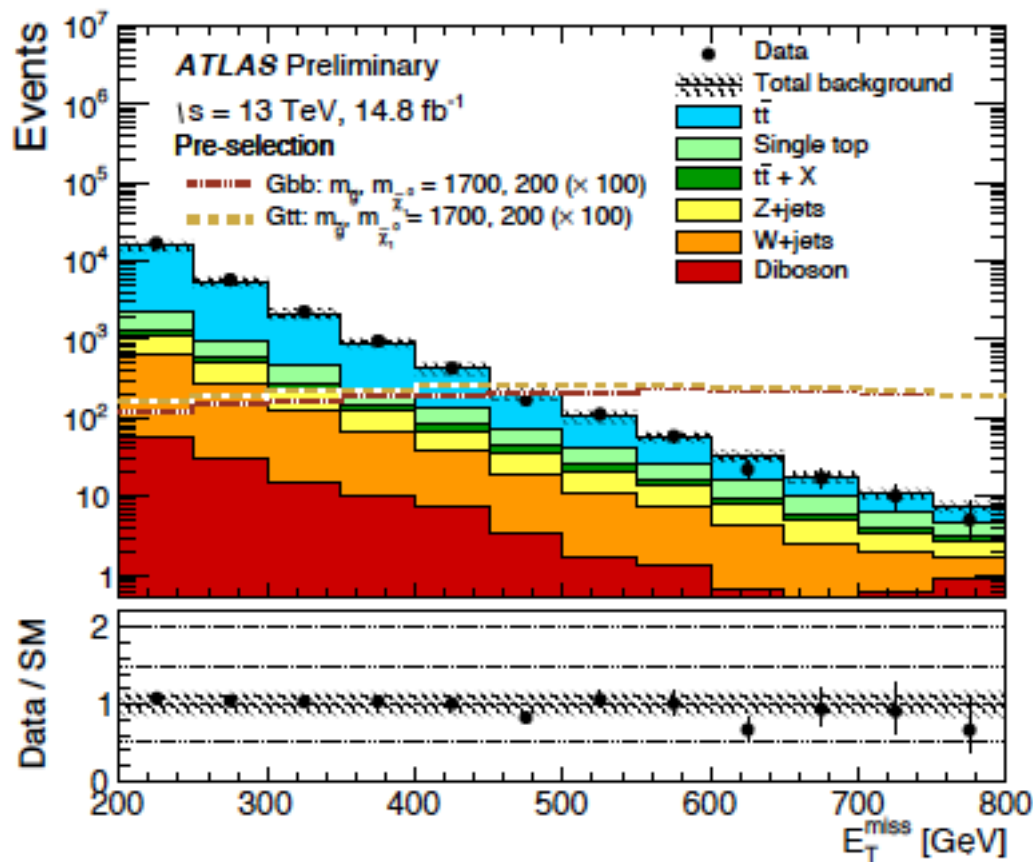 Events
10⁷
10⁶
10⁵
10⁴
10³
10²
10
1
ATLAS Preliminary
\s = 13 TeV, 14.8 fb⁻¹
Pre-selection
Gbb: m_g̃, m_χ̃₁⁰ = 1700, 200 (× 100)
Gtt: m_g̃, m_χ̃₁⁰ = 1700, 200 (× 100)
Data
Total background
tt̄
Single top
tt̄ + X
Z+jets
W+jets
Diboson
Data / SM
2
1
0
200 300 400 500 600 700 800
E_T^miss [GeV]